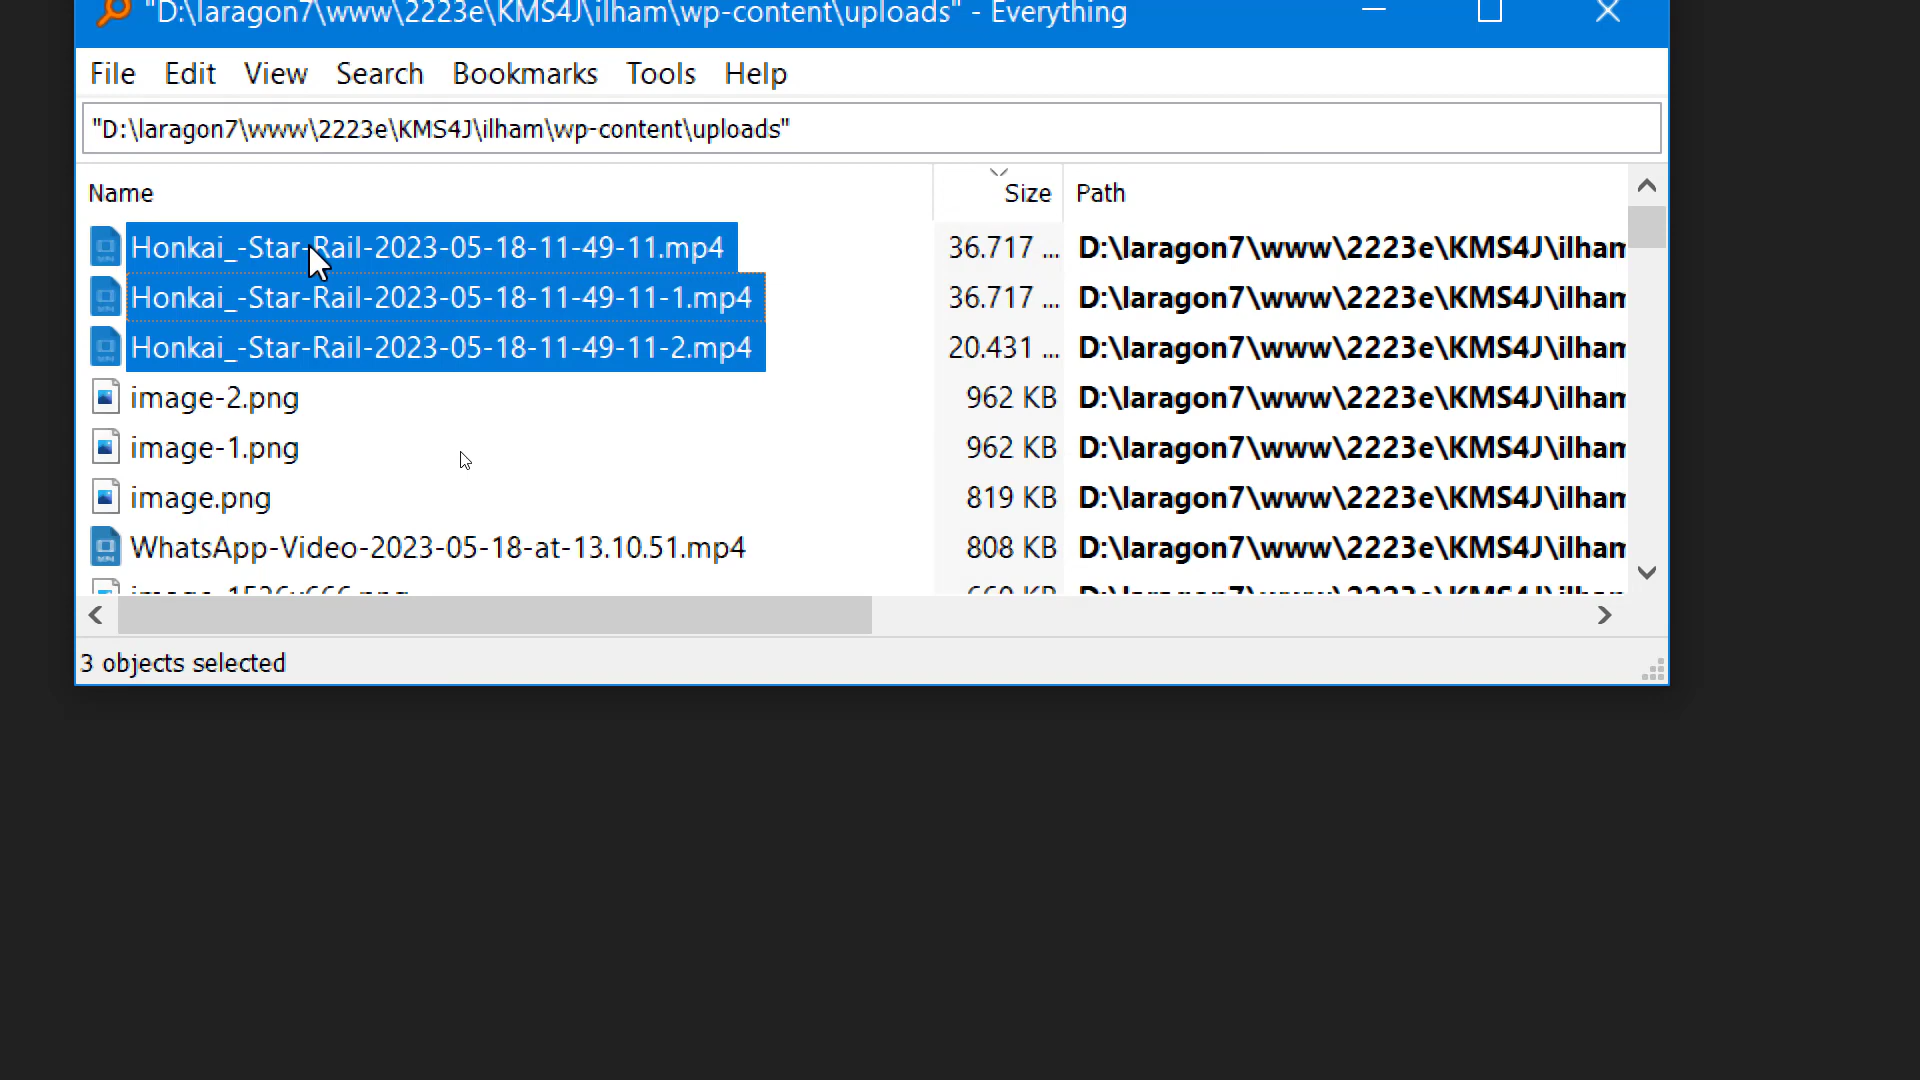 "D:\laragon7\www\2223e\KMS4J\ilham\wp-content\uploads" - Everything
File Edit View Search Bookmarks Tools Help
"D:\laragon7\www\2223e\KMS4J\ilham\wp-content\uploads"
Name Size Path
Honkai_-Star-Rail-2023-05-18-11-49-11.mp4 36.717 ... D:\laragon7\www\2223e\KMS4J\ilham
Honkai_-Star-Rail-2023-05-18-11-49-11-1.mp4 36.717 ... D:\laragon7\www\2223e\KMS4J\ilham
Honkai_-Star-Rail-2023-05-18-11-49-11-2.mp4 20.431 ... D:\laragon7\www\2223e\KMS4J\ilham
image-2.png 962 KB D:\laragon7\www\2223e\KMS4J\ilham
image-1.png 962 KB D:\laragon7\www\2223e\KMS4J\ilham
image.png 819 KB D:\laragon7\www\2223e\KMS4J\ilham
WhatsApp-Video-2023-05-18-at-13.10.51.mp4 808 KB D:\laragon7\www\2223e\KMS4J\ilham
3 objects selected